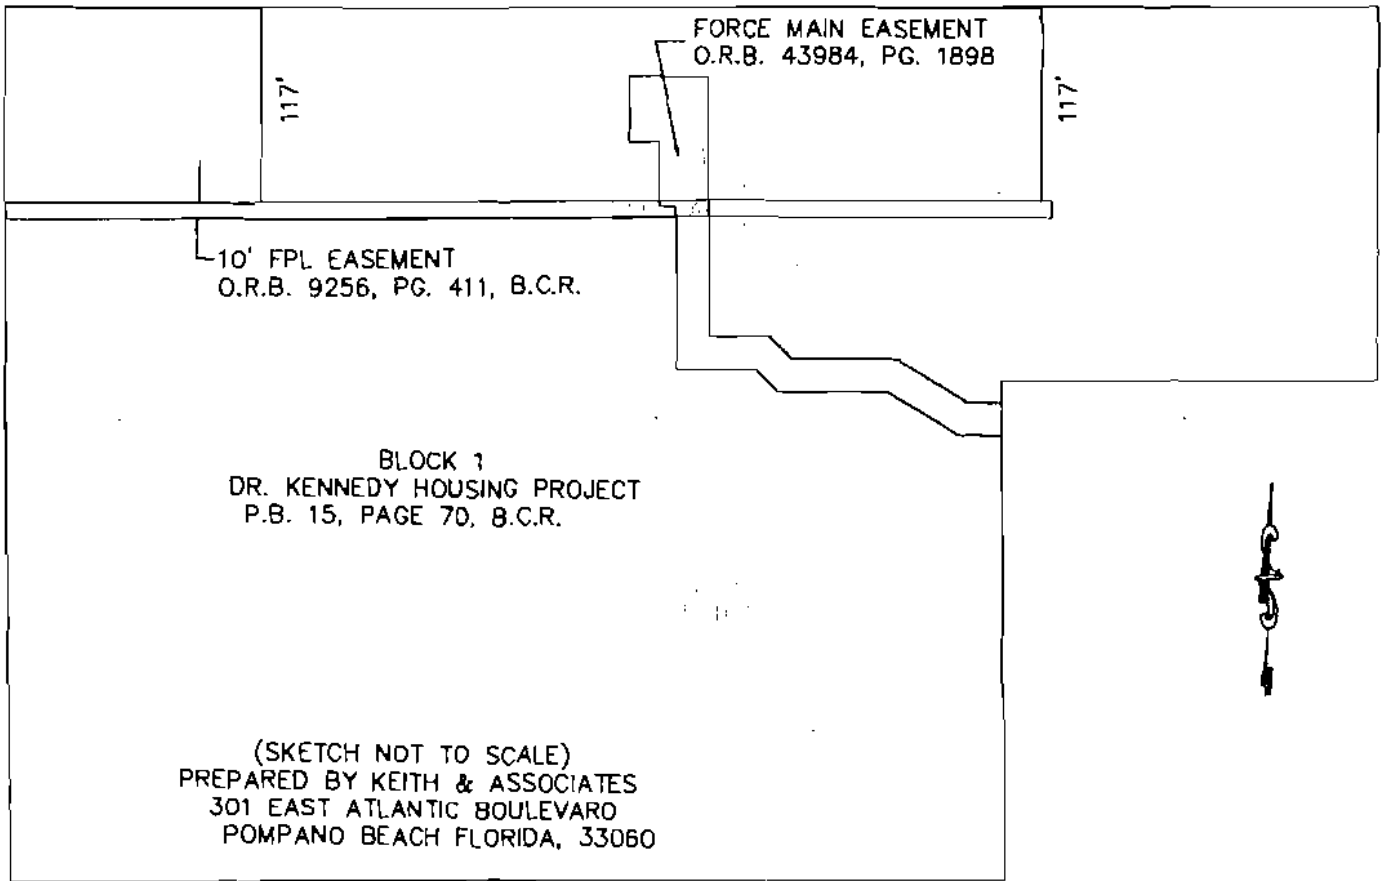 FORCE MAIN EASEMENT
O.R.B. 43984, PG. 1898
117'
117'
10' FPL EASEMENT
O.R.B. 9256, PG. 411, B.C.R.
BLOCK 1
DR. KENNEDY HOUSING PROJECT
P.B. 15, PAGE 70, B.C.R.
(SKETCH NOT TO SCALE)
PREPARED BY KEITH & ASSOCIATES
301 EAST ATLANTIC BOULEVARD
POMPANO BEACH FLORIDA, 33060